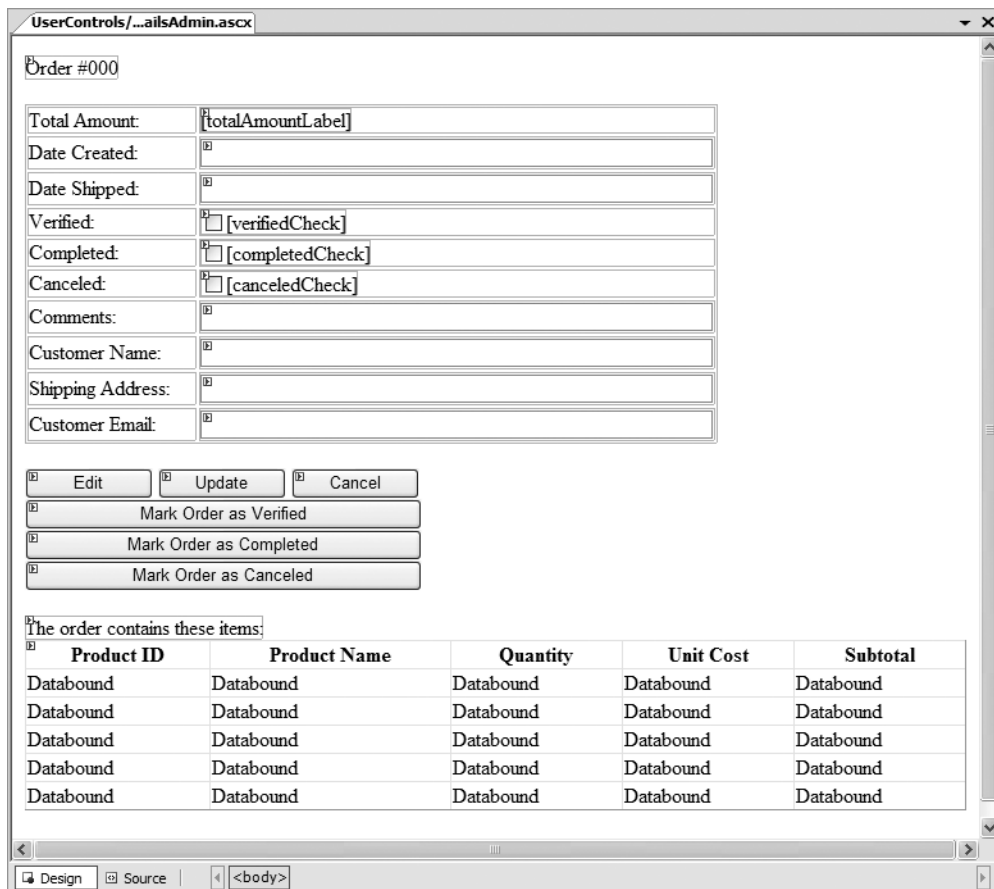 UserControls/...ailsAdmin.ascx
Order #000
Total Amount: [totalAmountLabel]
Date Created:
Date Shipped:
Verified: [verifiedCheck]
Completed: [completedCheck]
Canceled: [canceledCheck]
Comments:
Customer Name:
Shipping Address:
Customer Email:
Edit Update Cancel
Mark Order as Verified
Mark Order as Completed
Mark Order as Canceled
The order contains these items:
Product ID Product Name Quantity Unit Cost Subtotal
Databound Databound Databound Databound Databound
Databound Databound Databound Databound Databound
Databound Databound Databound Databound Databound
Databound Databound Databound Databound Databound
Databound Databound Databound Databound Databound
Design Source <body>